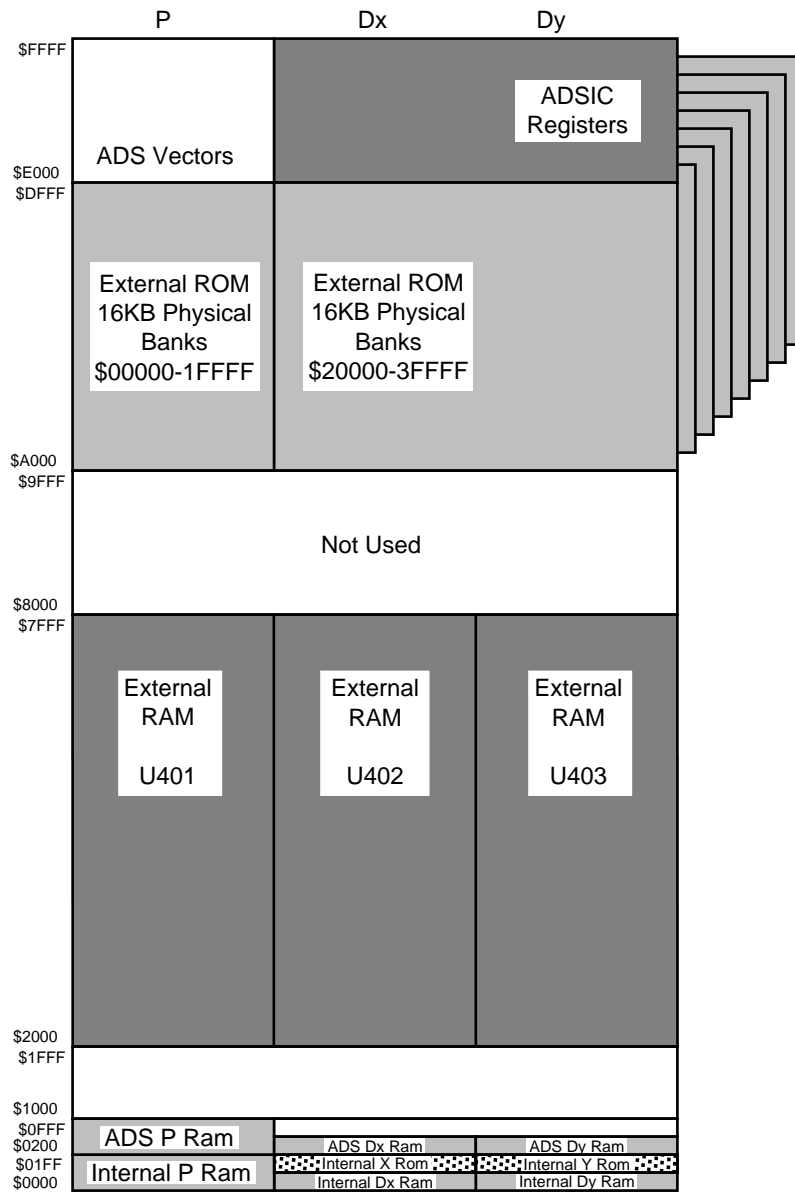 P Dx Dy
$FFFF
ADSIC
Registers
ADS Vectors
$E000
$DFFF
External ROM
16KB Physical
Banks
$00000-1FFFF
External ROM
16KB Physical
Banks
$20000-3FFFF
$A000
$9FFF
Not Used
$8000
$7FFF
External
RAM
U401
External
RAM
U402
External
RAM
U403
$2000
$1FFF
$1000
$0FFF
ADS P Ram
ADS Dx Ram
ADS Dy Ram
$0200
$01FF
Internal P Ram
Internal X Rom
Internal Y Rom
$0000
Internal Dx Ram
Internal Dy Ram